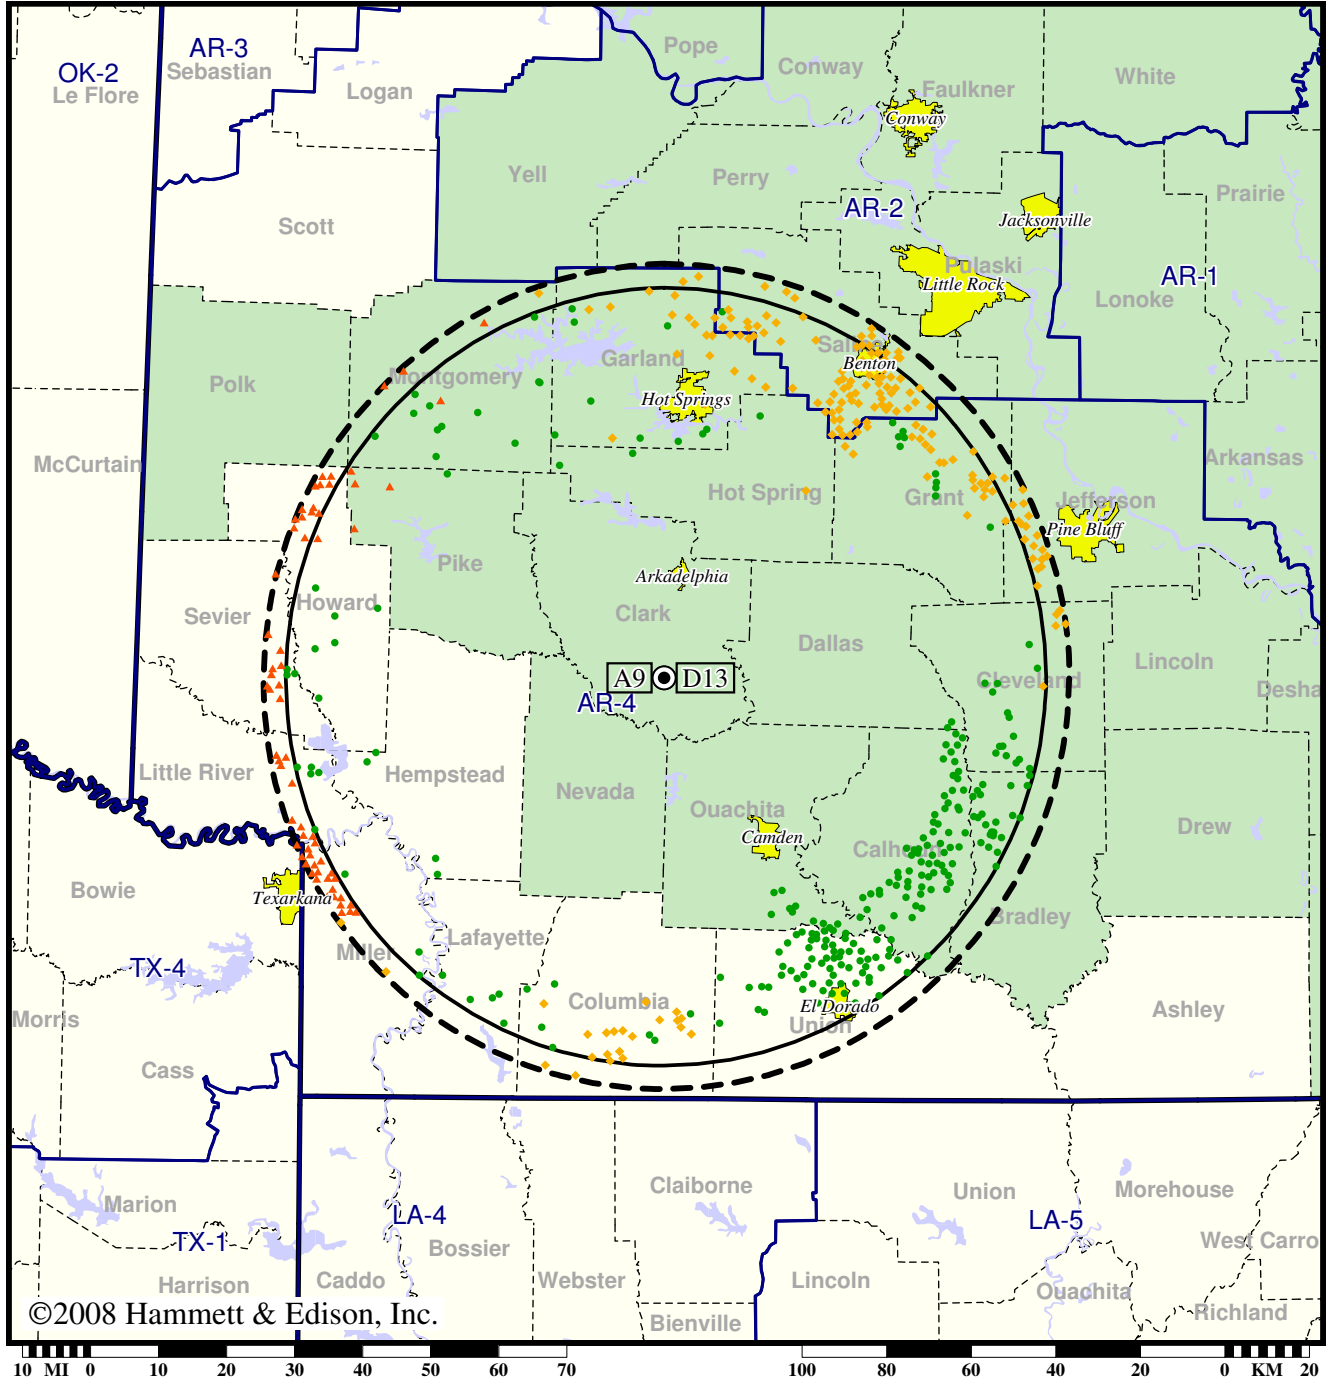 AR-3
Sebastian
OK-2
Le Flore
Logan
Pope
Conway
Faulkner
White
Conway
Yell
Perry
Prairie
Scott
AR-2
Jacksonville
Pulaski
Little Rock
AR-1
Lonoke
Polk
Montgomery
Garland
Benton
Hot Springs
McCurtain
Hot Spring
Grant
Jefferson
Arkansas
Pine Bluff
Pike
Arkadelphia
Howard
Sevier
Clark
Dallas
Lincoln
A9
D13
Cleveland
Desha
AR-4
Little River
Hempstead
Nevada
Ouachita
Camden
Calhoun
Drew
Bowie
Texarkana
Bradley
Miller
Lafayette
TX-4
Columbia
El Dorado
Union
Ashley
Morris
Cass
Claiborne
Union
Morehouse
Marion
LA-4
LA-5
TX-1
Bossier
West Carro
Harrison
Caddo
Webster
Lincoln
Ouachita
Richland
Bienville
©2008 Hammett & Edison, Inc.
10 MI 0 10 20 30 40 50 60 70 100 80 60 40 20 0 KM 20